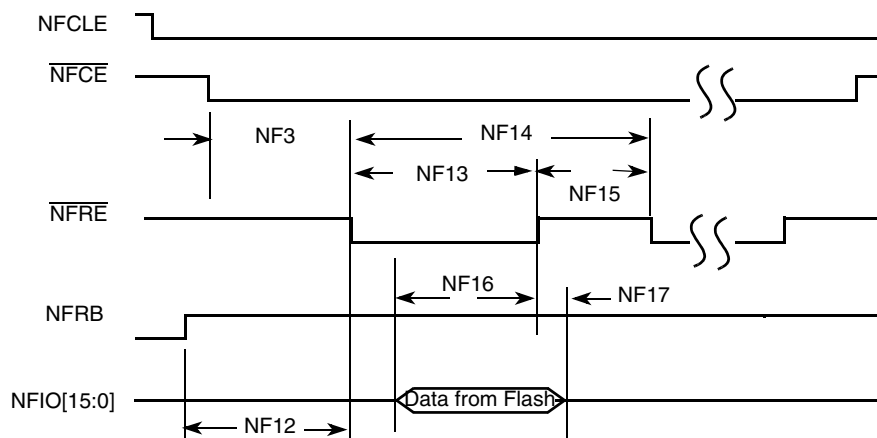 NFCLE
NFCE
NF3
NF14
NF13
NF15
NFRE
NF16
NF17
NFRB
NFIO[15:0]
Data from Flash
NF12